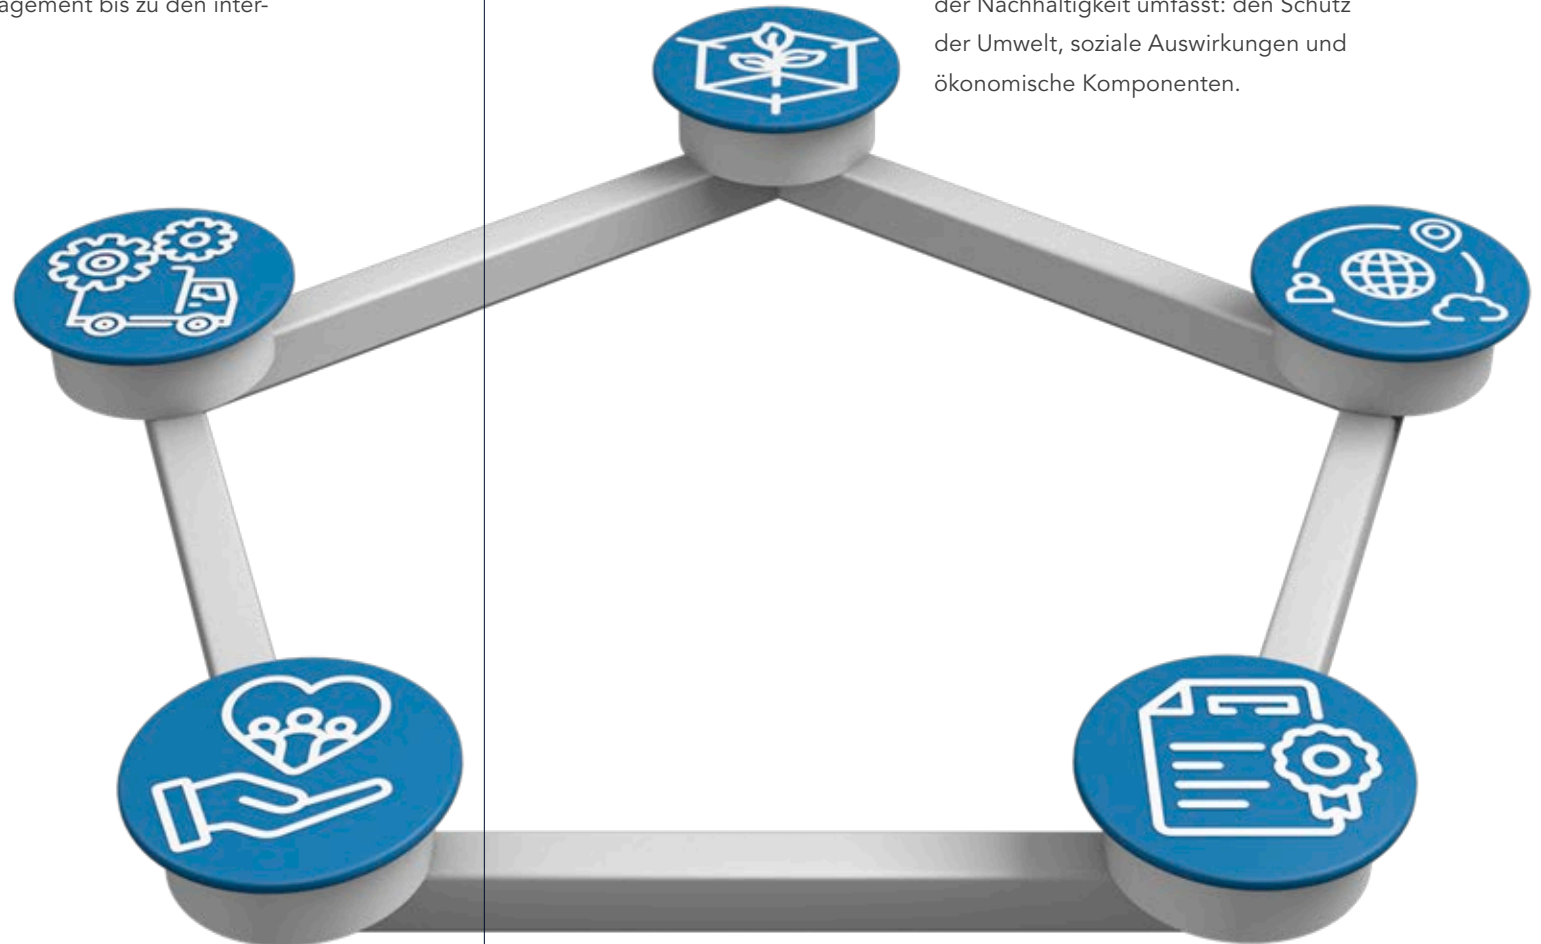 agement bis zu den inter-
der Nachhaltigkeit umfasst: den Schutz
der Umwelt, soziale Auswirkungen und
ökonomische Komponenten.